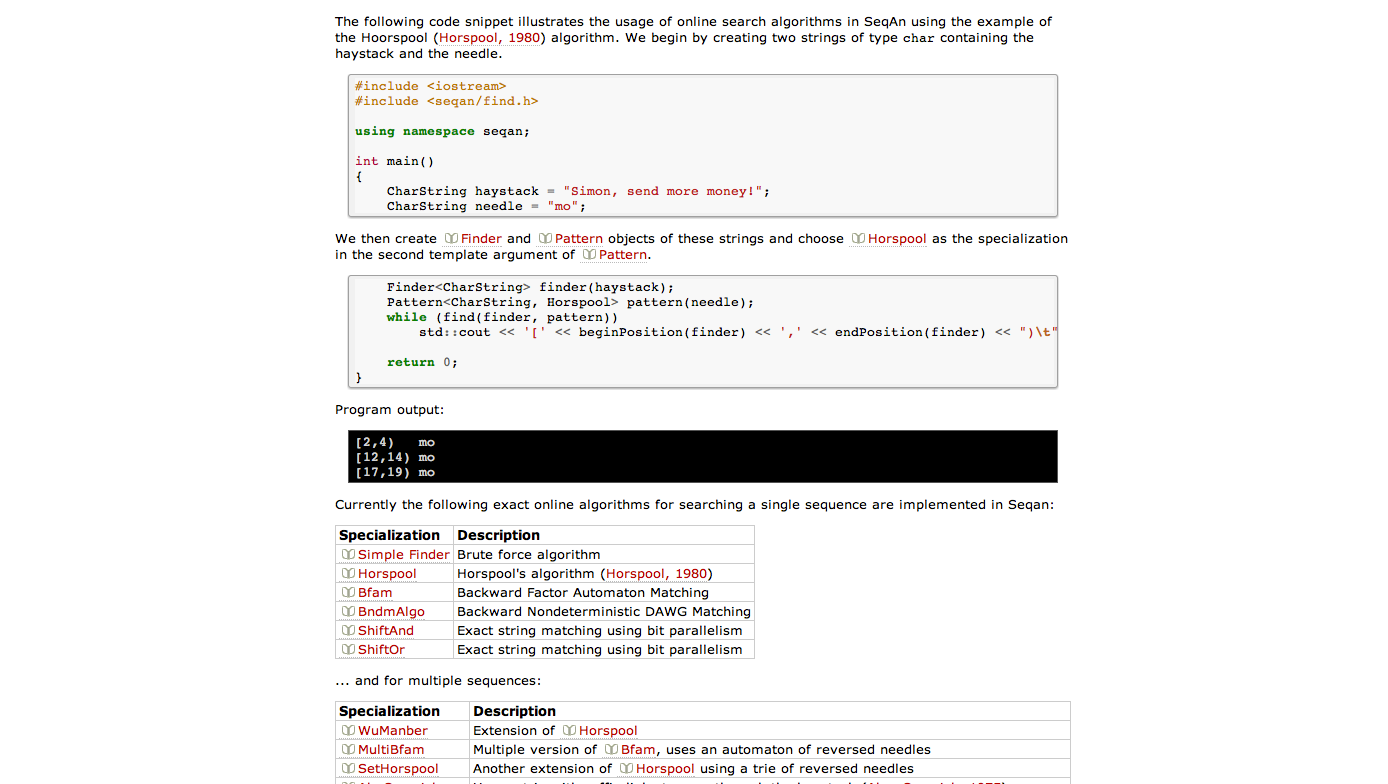 The following code snippet illustrates the usage of online search algorithms in SeqAn using the example of
the Hoorspool (Horspool, 1980) algorithm. We begin by creating two strings of type char containing the
haystack and the needle.
#include <iostream>
#include <seqan/find.h>
using namespace seqan;
int main()
{
    CharString haystack = "Simon, send more money!";
    CharString needle = "mo";
We then create Finder and Pattern objects of these strings and choose Horspool as the specialization
in the second template argument of Pattern.
    Finder<CharString> finder(haystack);
    Pattern<CharString, Horspool> pattern(needle);
    while (find(finder, pattern))
        std::cout << '[' << beginPosition(finder) << ',' << endPosition(finder) << ")\t"
    return 0;
}
Program output:
[2,4)   mo
[12,14) mo
[17,19) mo
Currently the following exact online algorithms for searching a single sequence are implemented in Seqan:
Specialization Description
Simple Finder Brute force algorithm
Horspool Horspool's algorithm (Horspool, 1980)
Bfam Backward Factor Automaton Matching
BndmAlgo Backward Nondeterministic DAWG Matching
ShiftAnd Exact string matching using bit parallelism
ShiftOr Exact string matching using bit parallelism
... and for multiple sequences:
Specialization Description
WuManber Extension of Horspool
MultiBfam Multiple version of Bfam, uses an automaton of reversed needles
SetHorspool Another extension of Horspool using a trie of reversed needles